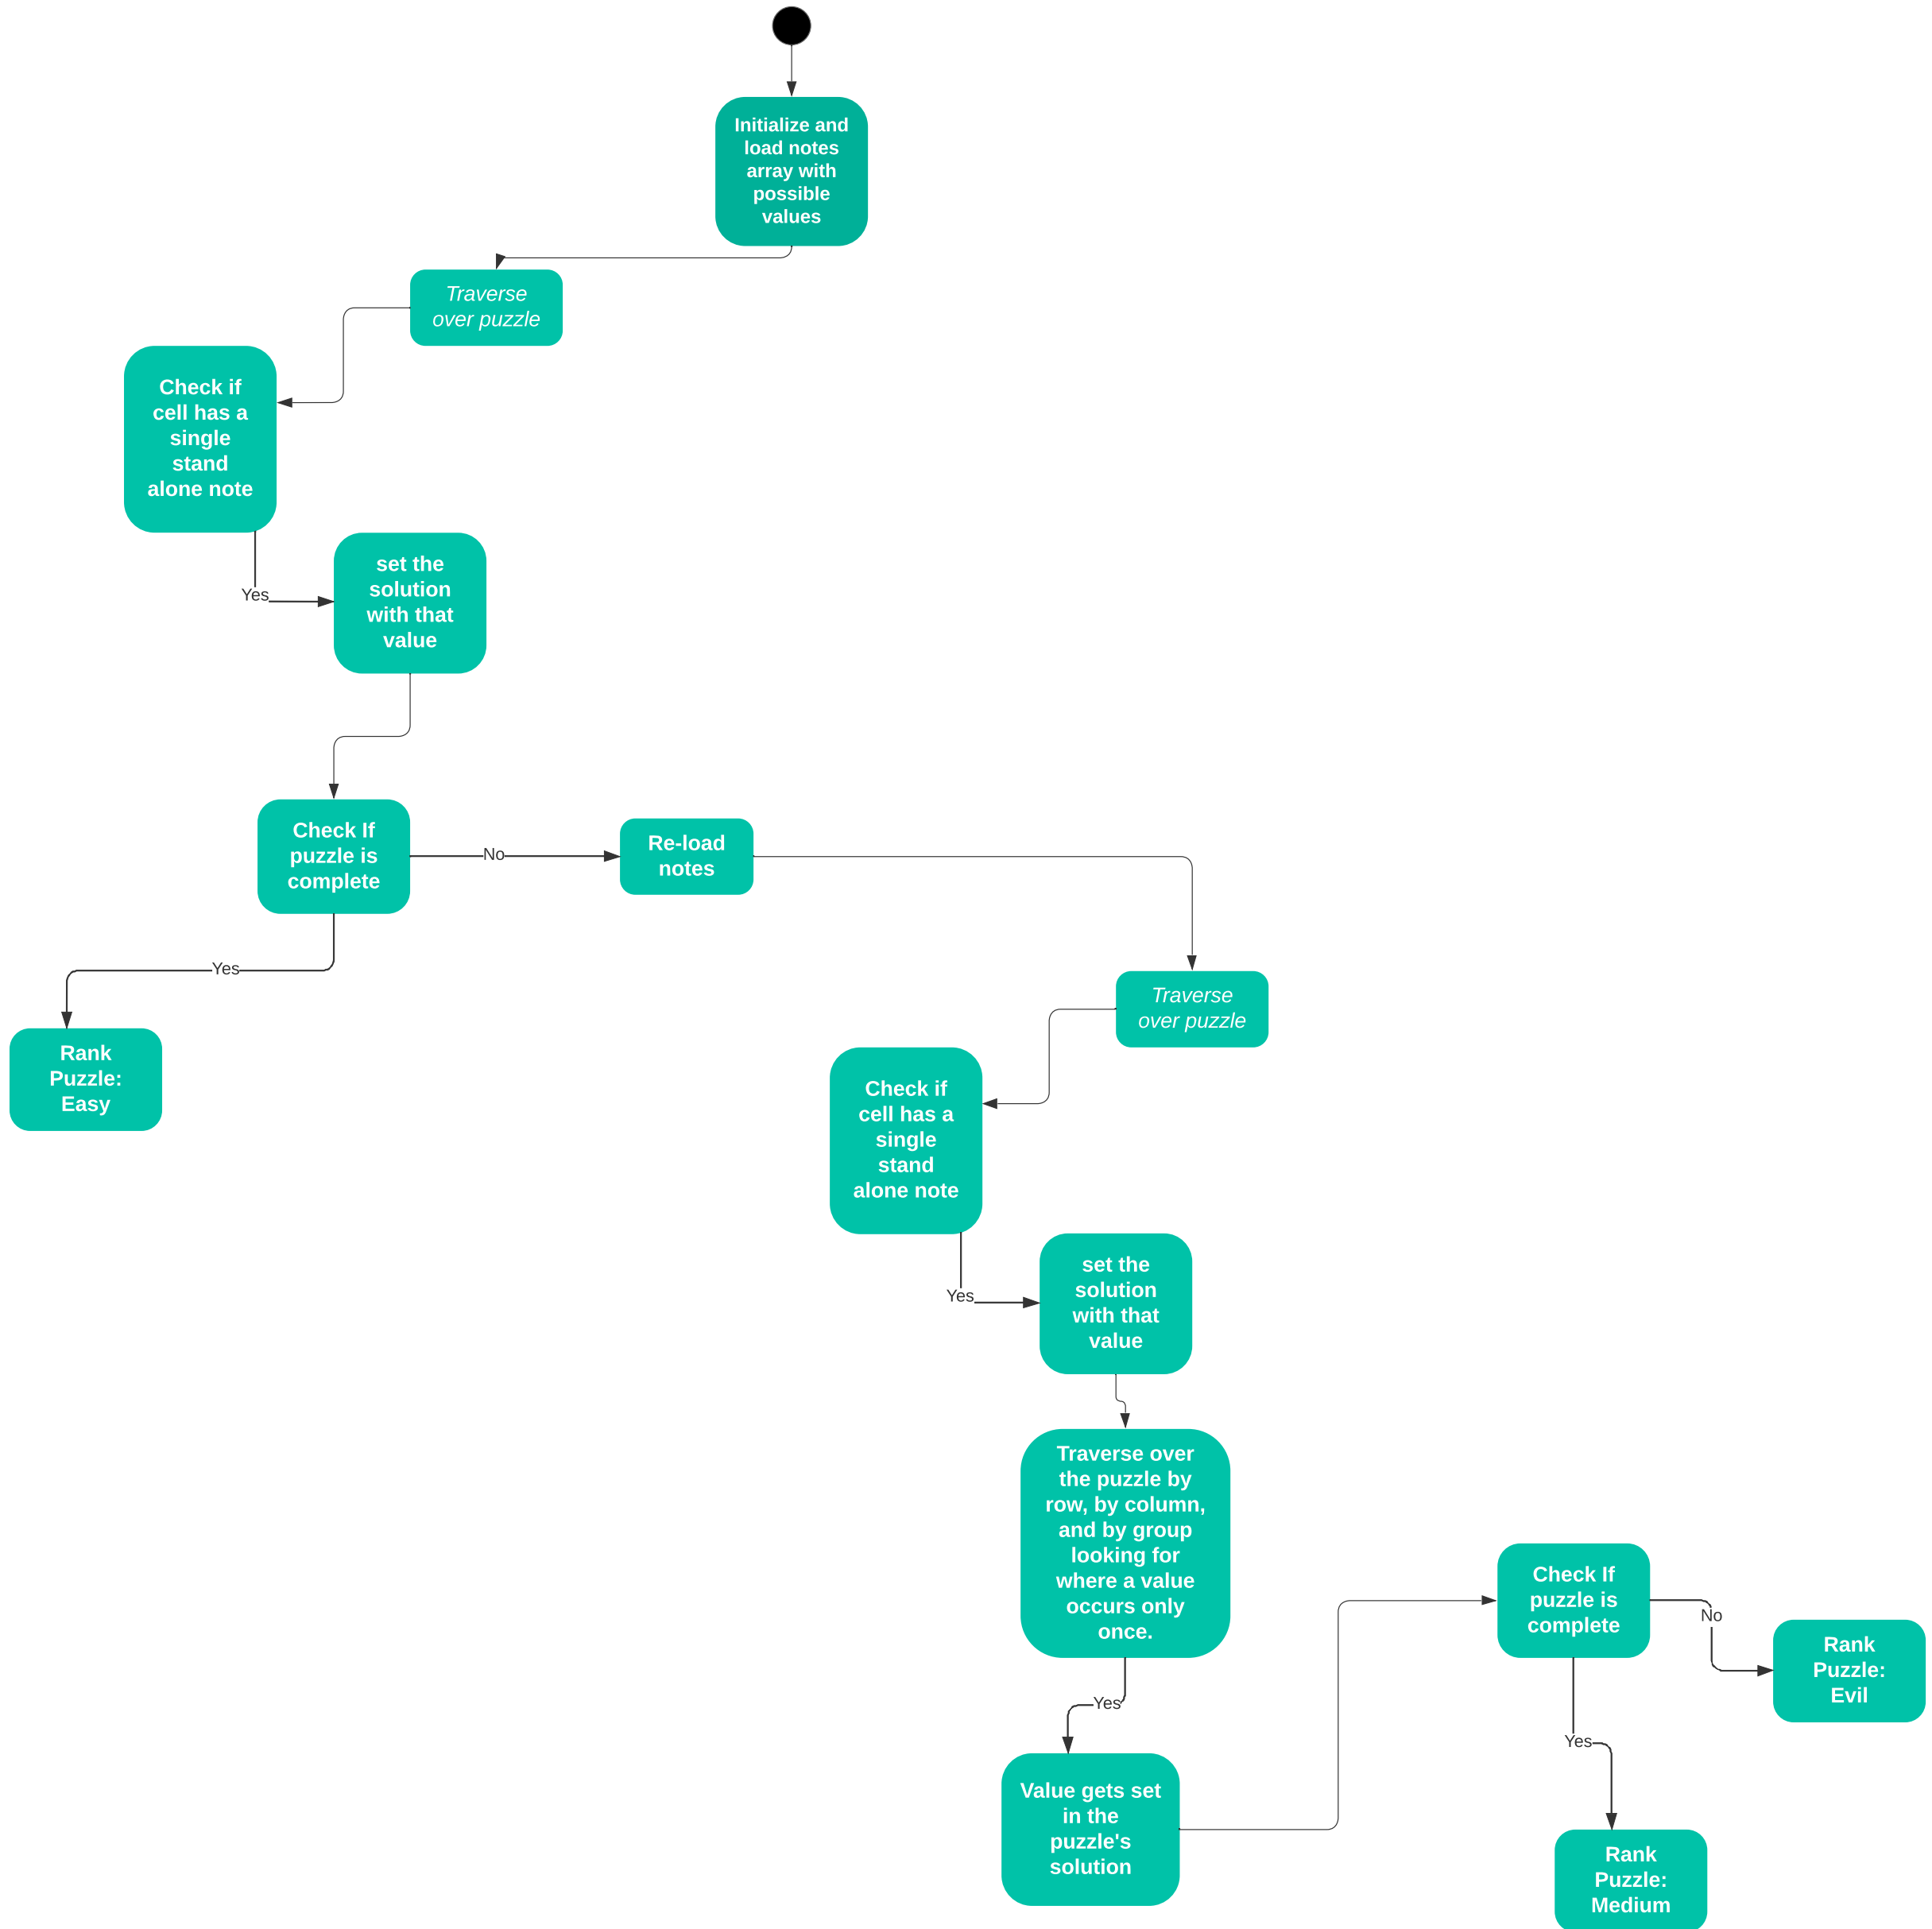 Initialize and
load notes
array with
possible
values
Traverse
over puzzle
Check if
cell has a
single
stand
alone note
Yes
set the
solution
with that
value
Check If
puzzle is
complete
No
Re-load
notes
Yes
Rank
Puzzle:
Easy
Traverse
over puzzle
Check if
cell has a
single
stand
alone note
Yes
set the
solution
with that
value
Traverse over
the puzzle by
row, by column,
and by group
looking for
where a value
occurs only
once.
Yes
Value gets set
in the
puzzle's
solution
Check If
puzzle is
complete
No
Rank
Puzzle:
Evil
Yes
Rank
Puzzle:
Medium